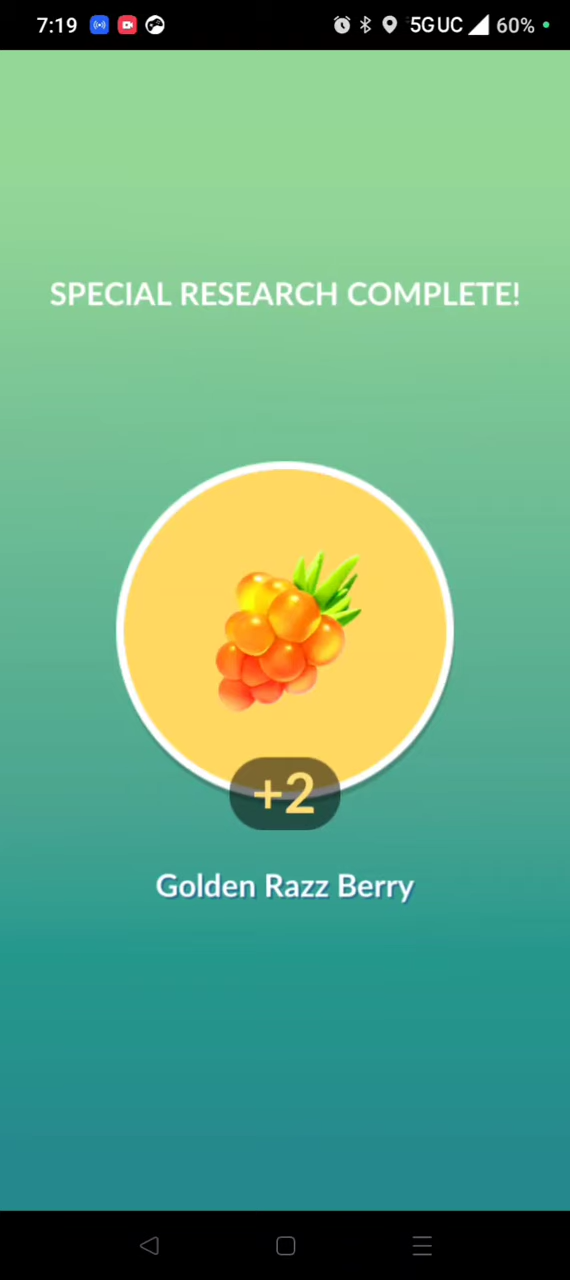 7:19
5G UC
60%
SPECIAL RESEARCH COMPLETE!
+2
Golden Razz Berry